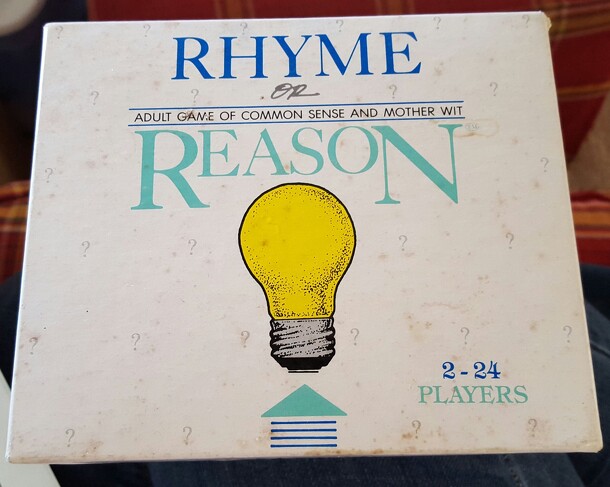 RHYME
OR
ADULT GAME OF COMMON SENSE AND MOTHER WIT
REASON
2-24
PLAYERS